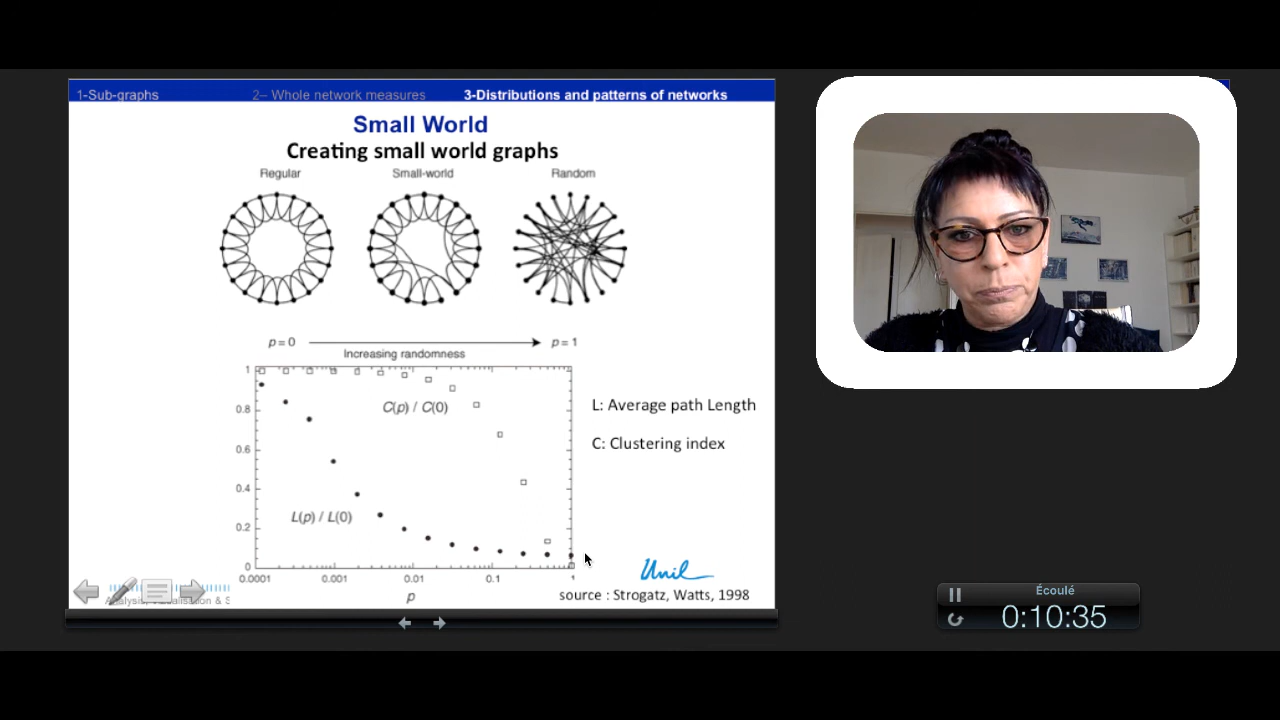 1-Sub-graphs 2– Whole network measures 3-Distributions and patterns of networks
Small World
Creating small world graphs
Regular Small-world Random
p = 0 p = 1
Increasing randomness
1
0.8
0.6
0.4
0.2
0
C(p) / C(0)
L(p) / L(0)
0.0001 0.001 0.01 0.1 1
p
L: Average path Length
C: Clustering index
Unil
source : Strogatz, Watts, 1998
Analysis, Visualisation & S
Écoulé
0:10:35